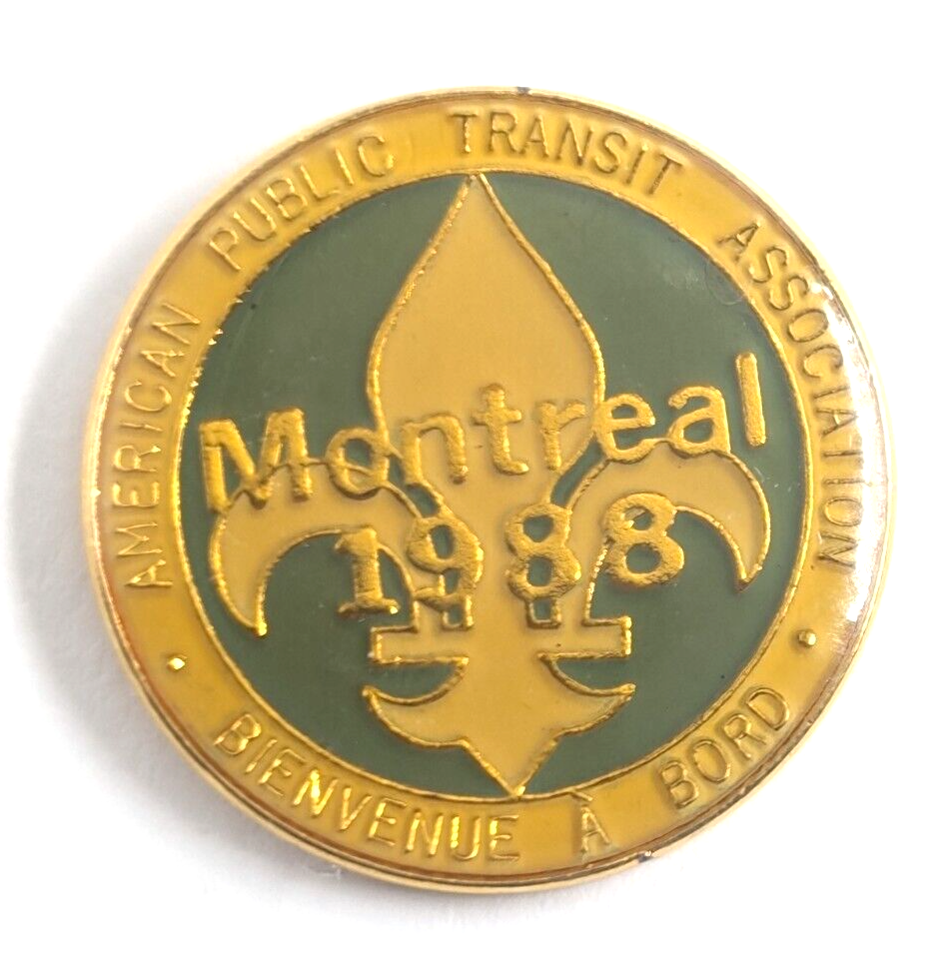 AMERICAN PUBLIC TRANSIT ASSOCIATION
Montreal
1988
BIENVENUE À BORD